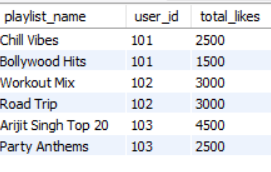 playlist_name user_id total_likes
Chill Vibes 101 2500
Bollywood Hits 101 1500
Workout Mix 102 3000
Road Trip 102 3000
Arijit Singh Top 20 103 4500
Party Anthems 103 2500